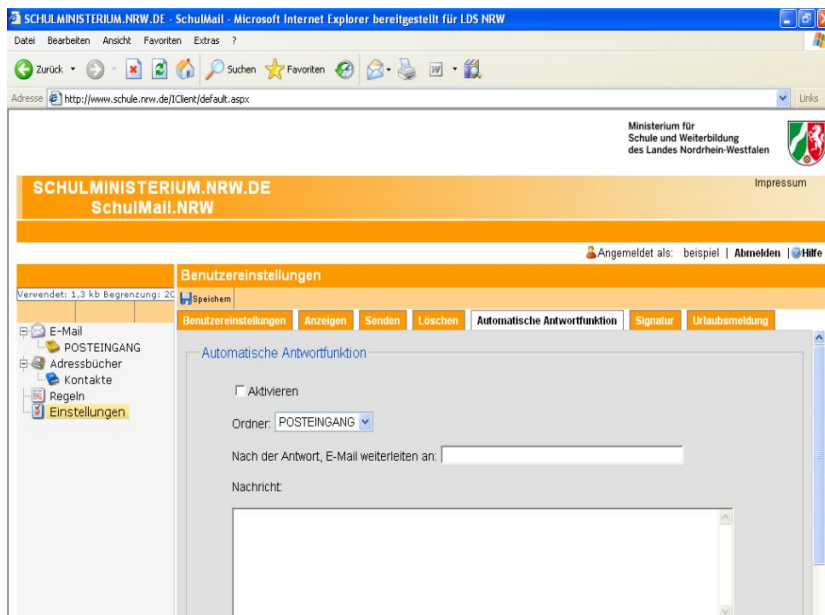 SCHULMINISTERIUM.NRW.DE - SchulMail - Microsoft Internet Explorer bereitgestellt für LDS NRW
Datei Bearbeiten Ansicht Favoriten Extras ?
Zurück Suchen Favoriten
Adresse http://www.schule.nrw.de/IClient/default.aspx Links
Ministerium für
Schule und Weiterbildung
des Landes Nordrhein-Westfalen
SCHULMINISTERIUM.NRW.DE
SchulMail.NRW
Impressum
Angemeldet als: beispiel | Abmelden | Hilfe
Benutzereinstellungen
Verwendet: 1,3 kb Begrenzung: 20
Speichern
Benutzereinstellungen Anzeigen Senden Löschen Automatische Antwortfunktion Signatur Urlaubsmeldung
E-Mail
POSTEINGANG
Adressbücher
Kontakte
Regeln
Einstellungen
Automatische Antwortfunktion
Aktivieren
Ordner: POSTEINGANG
Nach der Antwort, E-Mail weiterleiten an:
Nachricht: